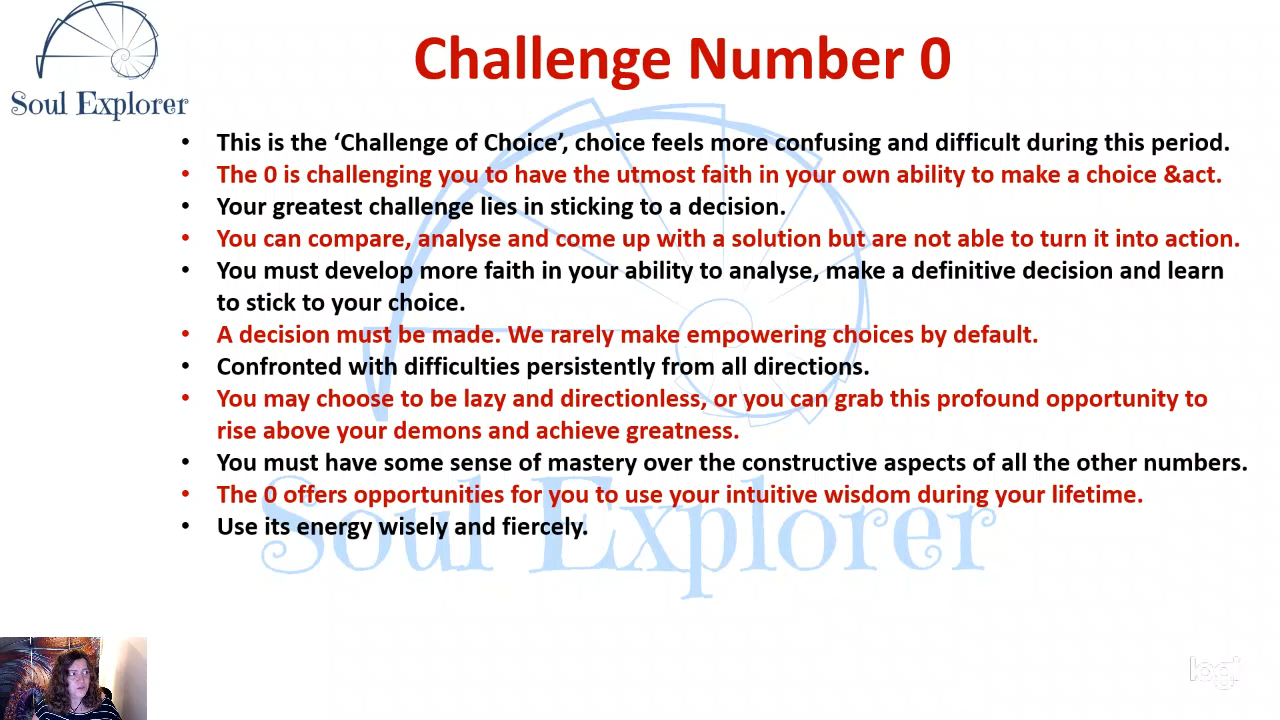 Challenge Number 0
Soul Explorer
• This is the ‘Challenge of Choice’, choice feels more confusing and difficult during this period.
• The 0 is challenging you to have the utmost faith in your own ability to make a choice &act.
• Your greatest challenge lies in sticking to a decision.
• You can compare, analyse and come up with a solution but are not able to turn it into action.
• You must develop more faith in your ability to analyse, make a definitive decision and learn
to stick to your choice.
• A decision must be made. We rarely make empowering choices by default.
• Confronted with difficulties persistently from all directions.
• You may choose to be lazy and directionless, or you can grab this profound opportunity to
rise above your demons and achieve greatness.
• You must have some sense of mastery over the constructive aspects of all the other numbers.
• The 0 offers opportunities for you to use your intuitive wisdom during your lifetime.
• Use its energy wisely and fiercely.
Soul Explorer
logi